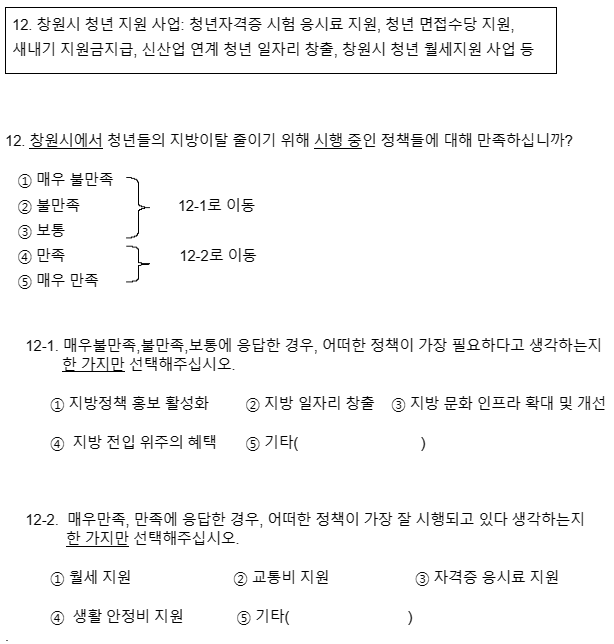 12. 창원시 청년 지원 사업: 청년자격증 시험 응시료 지원, 청년 면접수당 지원,
새내기 지원금지급, 신산업 연계 청년 일자리 창출, 창원시 청년 월세지원 사업 등
12. 창원시에서 청년들의 지방이탈 줄이기 위해 시행 중인 정책들에 대해 만족하십니까?
① 매우 불만족
② 불만족 12-1로 이동
③ 보통
④ 만족 12-2로 이동
⑤ 매우 만족
12-1. 매우불만족,불만족,보통에 응답한 경우, 어떠한 정책이 가장 필요하다고 생각하는지
한 가지만 선택해주십시오.
① 지방정책 홍보 활성화 ② 지방 일자리 창출 ③ 지방 문화 인프라 확대 및 개선
④ 지방 전입 위주의 혜택 ⑤ 기타( )
12-2. 매우만족, 만족에 응답한 경우, 어떠한 정책이 가장 잘 시행되고 있다 생각하는지
한 가지만 선택해주십시오.
① 월세 지원 ② 교통비 지원 ③ 자격증 응시료 지원
④ 생활 안정비 지원 ⑤ 기타( )